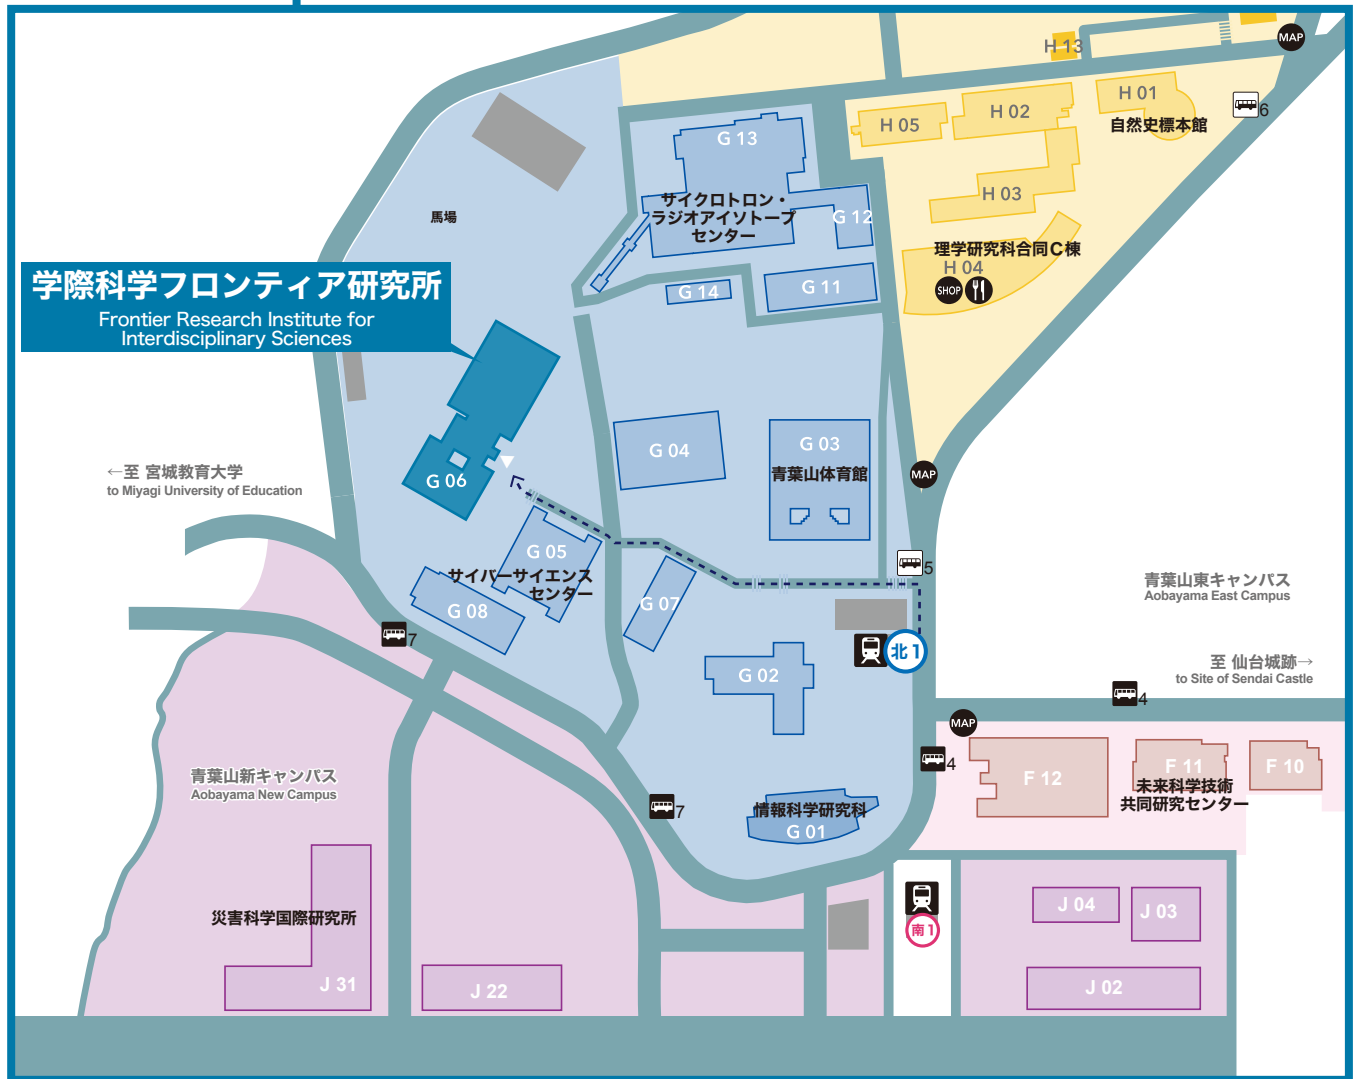 H 13
MAP
H 01
自然史標本館
6
H 05
H 02
H 03
理学研究科合同C棟
H 04
SHOP
G 13
サイクロトロン・
ラジオアイソトープ
センター
G 12
G 14
G 11
馬場
学際科学フロンティア研究所
Frontier Research Institute for
Interdisciplinary Sciences
G 04
G 03
青葉山体育館
MAP
G 06
←至 宮城教育大学
to Miyagi University of Education
G 05
サイバーサイエンス
センター
G 08
G 07
5
青葉山東キャンパス
Aobayama East Campus
北1
7
G 02
至 仙台城跡→
to Site of Sendai Castle
4
MAP
4
F 12
F 11
未来科学技術
共同研究センター
F 10
青葉山新キャンパス
Aobayama New Campus
7
情報科学研究科
G 01
南1
J 04
J 03
J 02
災害科学国際研究所
J 31
J 22